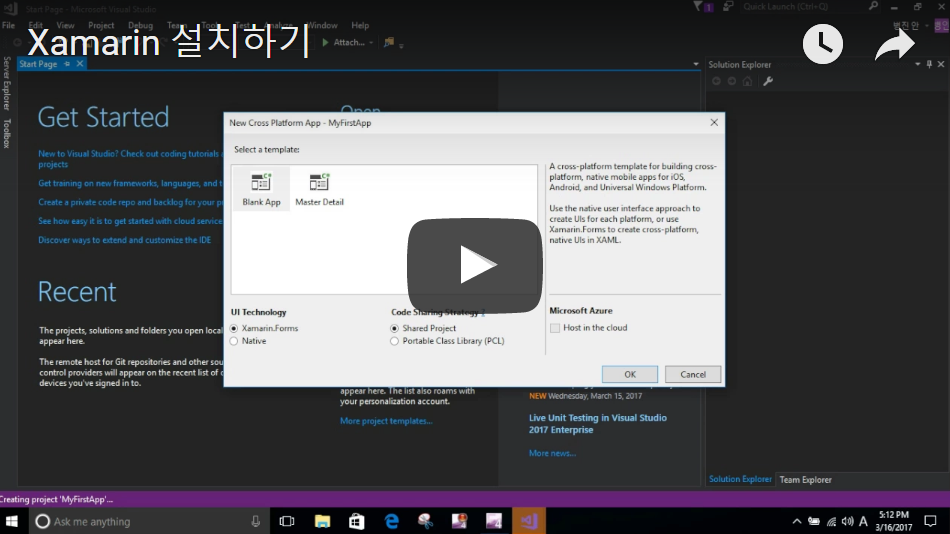 Start Page - Microsoft Visual Studio
Quick Launch (Ctrl+Q)
File Edit View Project Debug Team Tools Test Analyze Window Help
Xamarin 설치하기
Attach...
Start Page
Solution Explorer
Server Explorer
Toolbox
Get Started
Open
New to Visual Studio? Check out coding tutorials
projects
Get training on new frameworks, languages, and
Create a private code repo and backlog for your
See how easy it is to get started with cloud service
Discover ways to extend and customize the IDE
Recent
The projects, solutions and folders you open local
appear here.
The remote host for Git repositories and other sou
control providers will appear on the recent list of
devices you've signed in to.
New Cross Platform App - MyFirstApp
Select a template:
Blank App
Master Detail
A cross-platform template for building cross-
platform, native mobile apps for iOS,
Android, and Universal Windows Platform.
Use the native user interface approach to
create UIs for each platform, or use
Xamarin.Forms to create cross-platform,
native UIs in XAML.
UI Technology
Xamarin.Forms
Native
Code Sharing Strategy
Shared Project
Portable Class Library (PCL)
Microsoft Azure
Host in the cloud
OK
Cancel
appear here. The list also roams with
your personalization account.
More project templates...
NEW Wednesday, March 15, 2017
Live Unit Testing in Visual Studio
2017 Enterprise
More news...
Solution Explorer
Team Explorer
Creating project 'MyFirstApp'...
Ask me anything
A
5:12 PM
3/16/2017